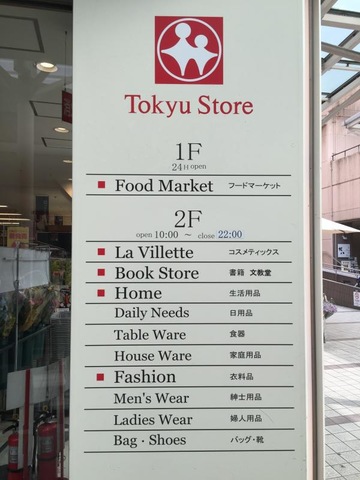 Tokyu Store
1F
24H open
Food Market フードマーケット
2F
open 10:00 ~ close 22:00
La Villette コスメティックス
Book Store 書籍 文教堂
Home 生活用品
Daily Needs 日用品
Table Ware 食器
House Ware 家庭用品
Fashion 衣料品
Men's Wear 紳士用品
Ladies Wear 婦人用品
Bag・Shoes バッグ・靴